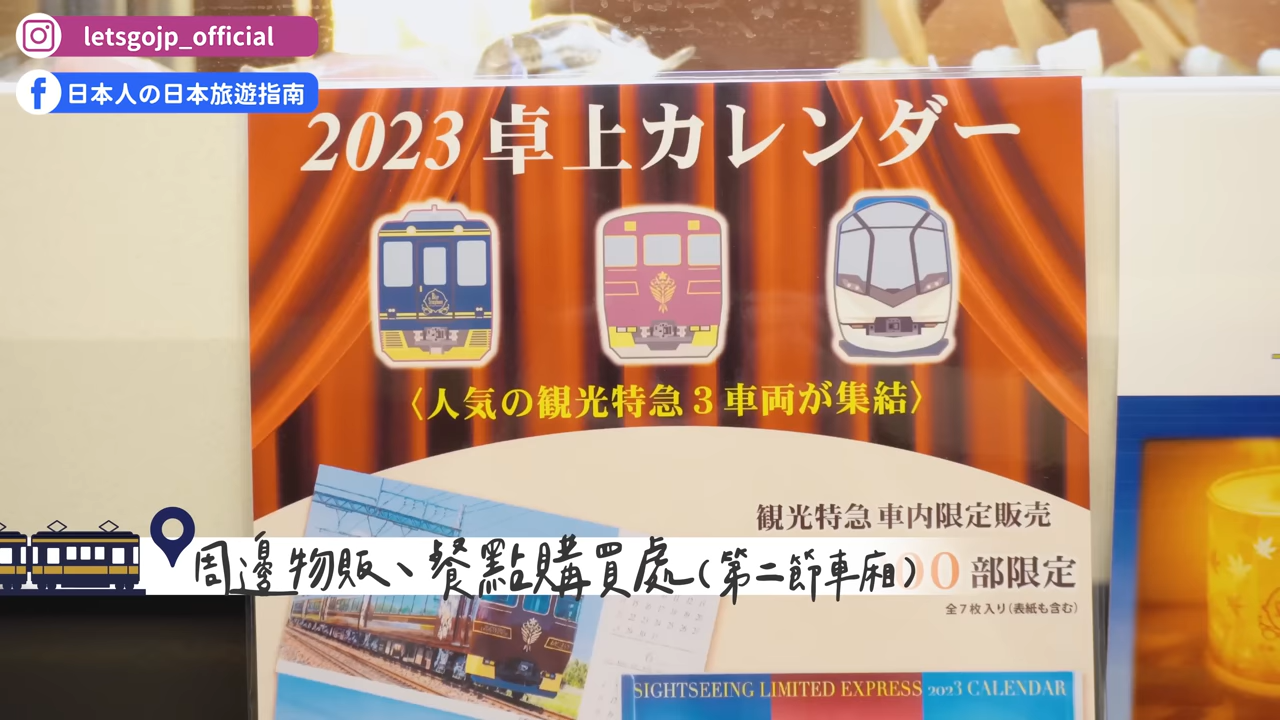 letsgojp_official
日本人の日本旅遊指南
2023 卓上カレンダー
〈人気の観光特急3車両が集結〉
観光特急車内限定販売
部限定
全7枚入り(表紙も含む)
周邊物販、餐點購買處(第二節車廂)
SIGHTSEEING LIMITED EXPRESS 2023 CALENDAR